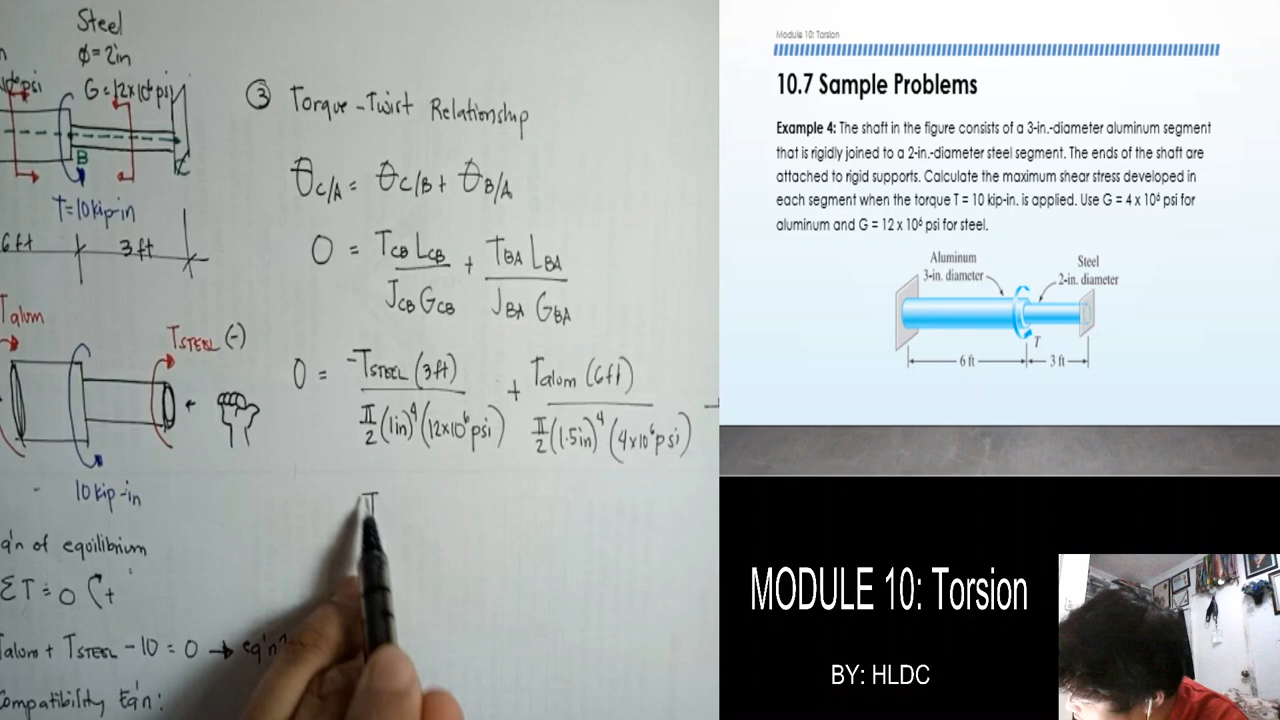 Steel
ϕ = 2in
psi
G = 12x10⁶ psi
B
C
T=10 kip-in
6 ft
3 ft
Talum
TSTEEL (-)
10 kip-in
q'n of equilibrium
ΣT = 0 (+
Talum + TSTEEL - 10 = 0 → eq'n
Compatibility Eq'n:
③ Torque-Twist Relationship
θC/A = θC/B + θB/A
0 = TCB LCB / JCB GCB + TBA LBA / JBA GBA
0 = -TSTEEL (3ft) / π/2 (1in)⁴ (12x10⁶ psi) + Talum (6ft) / π/2 (1.5in)⁴ (4x10⁶ psi)
T
Module 10: Torsion
10.7 Sample Problems
Example 4: The shaft in the figure consists of a 3-in.-diameter aluminum segment
that is rigidly joined to a 2-in.-diameter steel segment. The ends of the shaft are
attached to rigid supports. Calculate the maximum shear stress developed in
each segment when the torque T = 10 kip-in. is applied. Use G = 4 x 10⁶ psi for
aluminum and G = 12 x 10⁶ psi for steel.
Aluminum
3-in. diameter
Steel
2-in. diameter
T
6 ft
3 ft
MODULE 10: Torsion
BY: HLDC